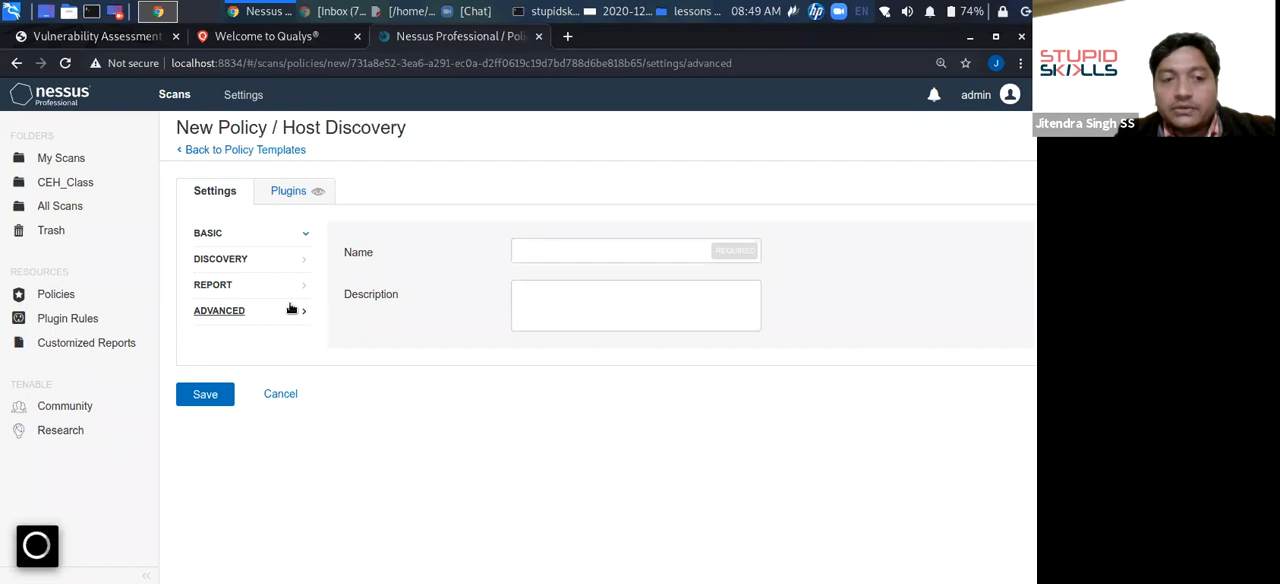 Nessus ...
[Inbox (7...
[/home/...
[Chat]
stupidsk...
2020-12...
lessons ...
08:49 AM
EN
74%
Vulnerability Assessment
Welcome to Qualys®
Nessus Professional / Poli
Not secure
localhost:8834/#/scans/policies/new/731a8e52-3ea6-a291-ec0a-d2ff0619c19d7bd788d6be818b65/settings/advanced
J
STUPID
SKILLS
Jitendra Singh SS
nessus
Professional
Scans
Settings
admin
FOLDERS
My Scans
CEH_Class
All Scans
Trash
RESOURCES
Policies
Plugin Rules
Customized Reports
TENABLE
Community
Research
New Policy / Host Discovery
Back to Policy Templates
Settings
Plugins
BASIC
DISCOVERY
REPORT
ADVANCED
Name
REQUIRED
Description
Save
Cancel